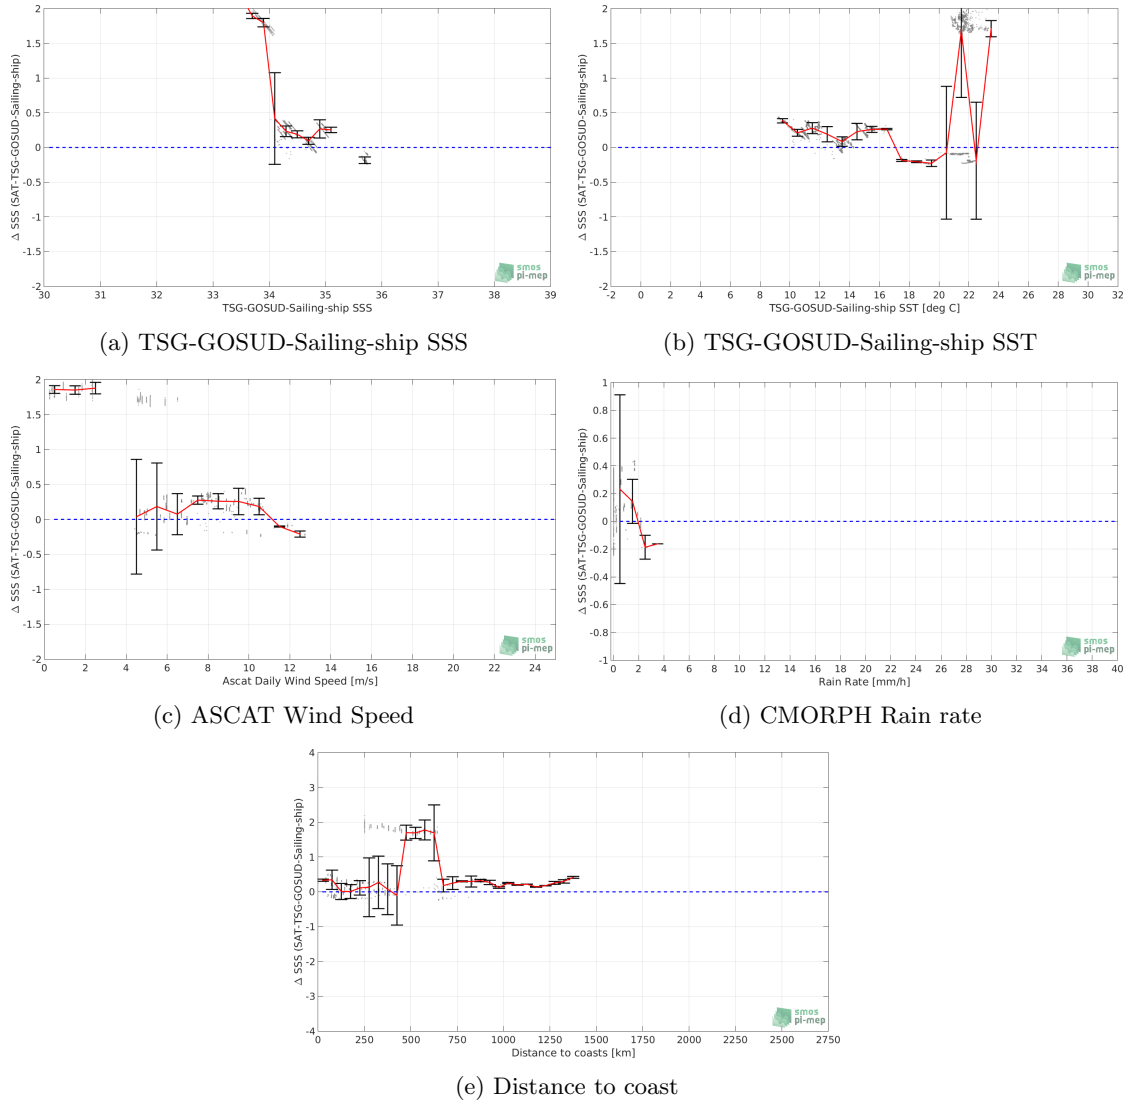 2
1.5
1
0.5
0
-0.5
-1
-1.5
-2
Δ SSS (SAT-TSG-GOSUD-Sailing-ship)
30 31 32 33 34 35 36 37 38 39
TSG-GOSUD-Sailing-ship SSS
smos
pi-mep
(a) TSG-GOSUD-Sailing-ship SSS
2
1.5
1
0.5
0
-0.5
-1
-1.5
-2
Δ SSS (SAT-TSG-GOSUD-Sailing-ship)
-2 0 2 4 6 8 10 12 14 16 18 20 22 24 26 28 30 32
TSG-GOSUD-Sailing-ship SST [deg C]
smos
pi-mep
(b) TSG-GOSUD-Sailing-ship SST
2
1.5
1
0.5
0
-0.5
-1
-1.5
-2
Δ SSS (SAT-TSG-GOSUD-Sailing-ship)
0 2 4 6 8 10 12 14 16 18 20 22 24
Ascat Daily Wind Speed [m/s]
smos
pi-mep
(c) ASCAT Wind Speed
1
0.8
0.6
0.4
0.2
0
-0.2
-0.4
-0.6
-0.8
-1
Δ SSS (SAT-TSG-GOSUD-Sailing-ship)
0 2 4 6 8 10 12 14 16 18 20 22 24 26 28 30 32 34 36 38 40
Rain Rate [mm/h]
smos
pi-mep
(d) CMORPH Rain rate
4
3
2
1
0
-1
-2
-3
-4
Δ SSS (SAT-TSG-GOSUD-Sailing-ship)
0 250 500 750 1000 1250 1500 1750 2000 2250 2500 2750
Distance to coasts [km]
smos
pi-mep
(e) Distance to coast